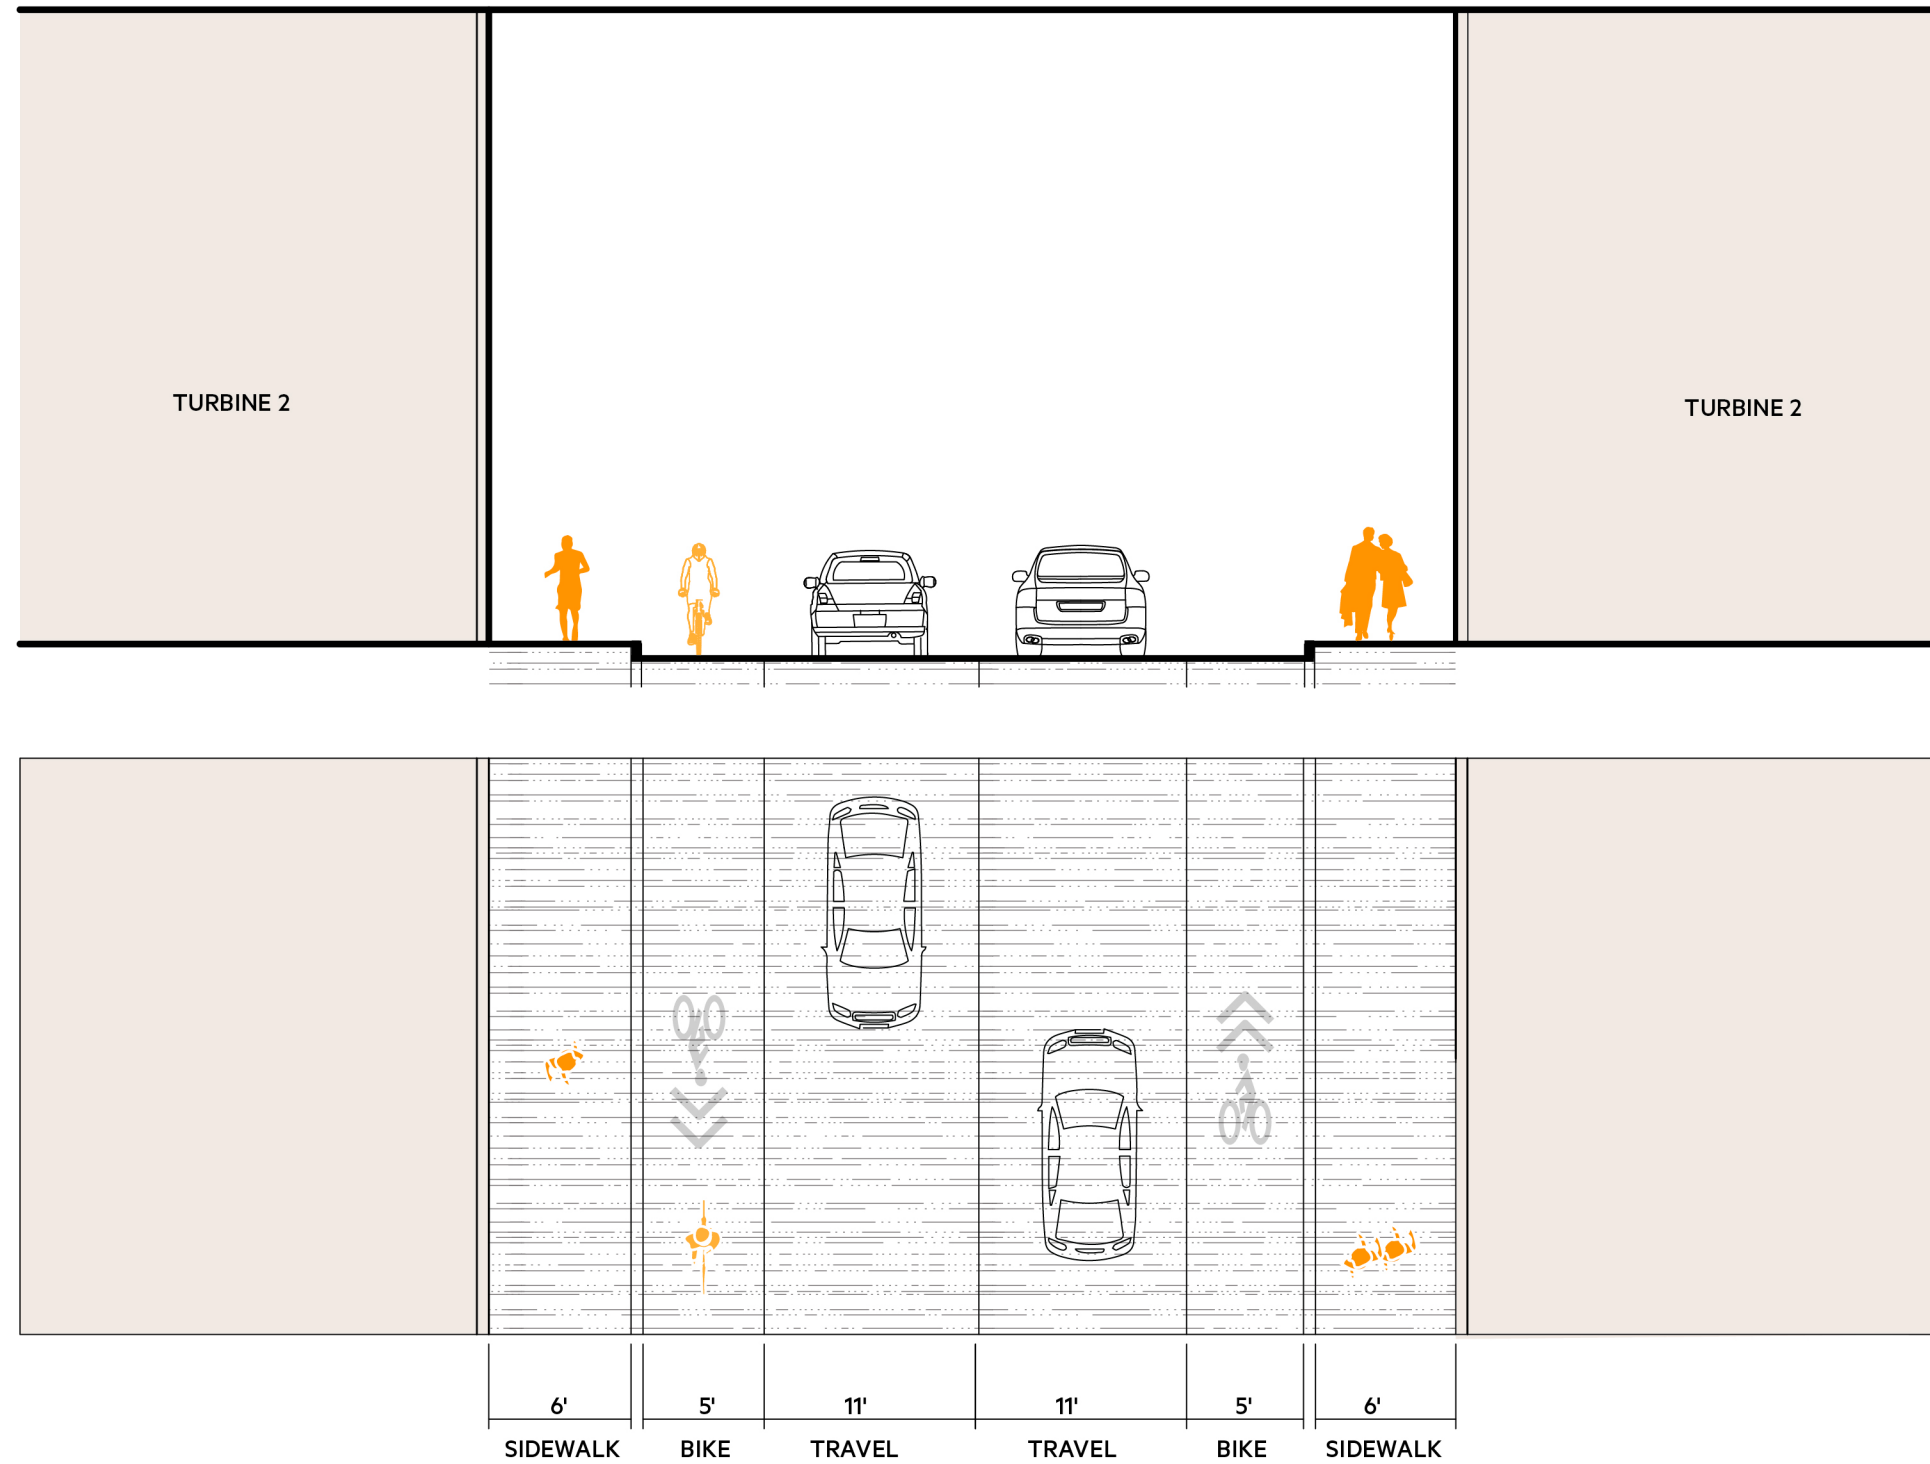 TURBINE 2
TURBINE 2
6' 5' 11' 11' 5' 6'
SIDEWALK BIKE TRAVEL TRAVEL BIKE SIDEWALK